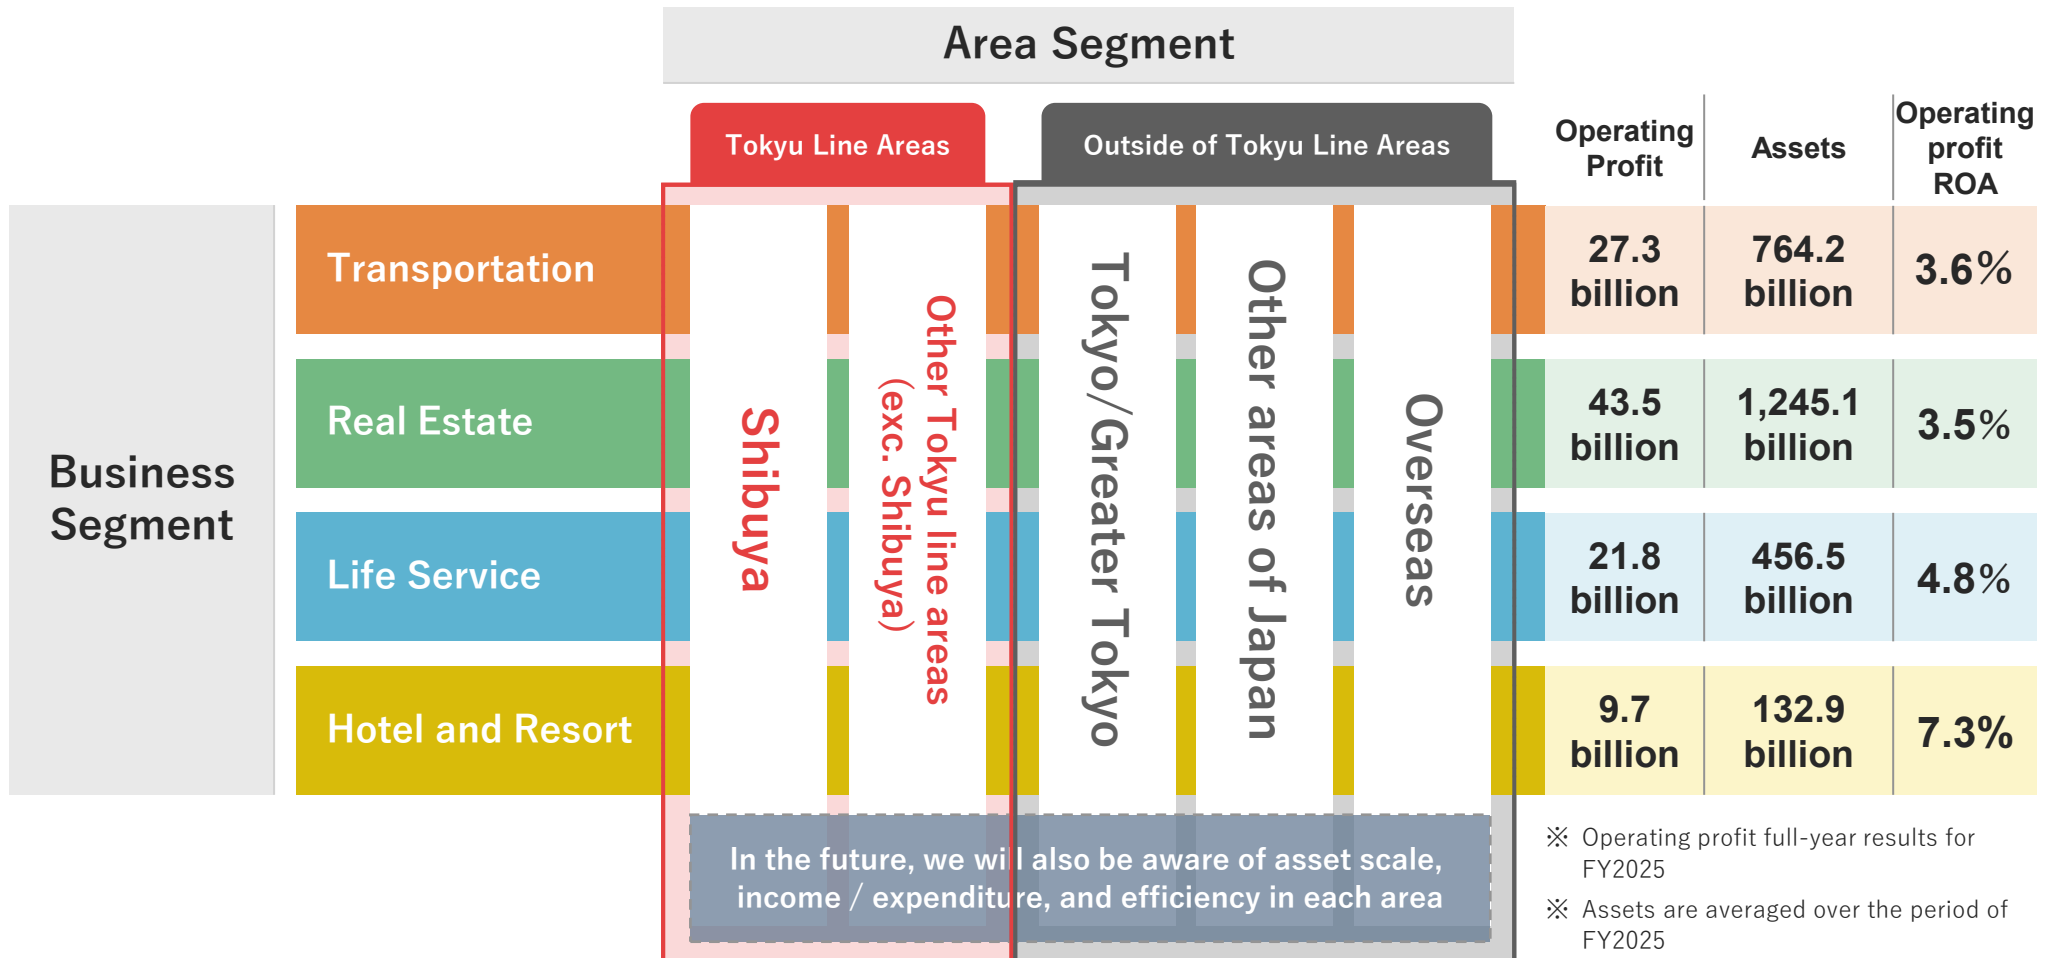 Area Segment
Tokyu Line Areas
Outside of Tokyu Line Areas
Operating
Profit
Assets
Operating
profit
ROA
Business
Segment
Transportation
27.3
billion
764.2
billion
3.6%
Real Estate
43.5
billion
1,245.1
billion
3.5%
Life Service
21.8
billion
456.5
billion
4.8%
Hotel and Resort
9.7
billion
132.9
billion
7.3%
Shibuya
Other Tokyu line areas
(exc. Shibuya)
Tokyo/Greater Tokyo
Other areas of Japan
Overseas
In the future, we will also be aware of asset scale,
income / expenditure, and efficiency in each area
※ Operating profit full-year results for
FY2025
※ Assets are averaged over the period of
FY2025